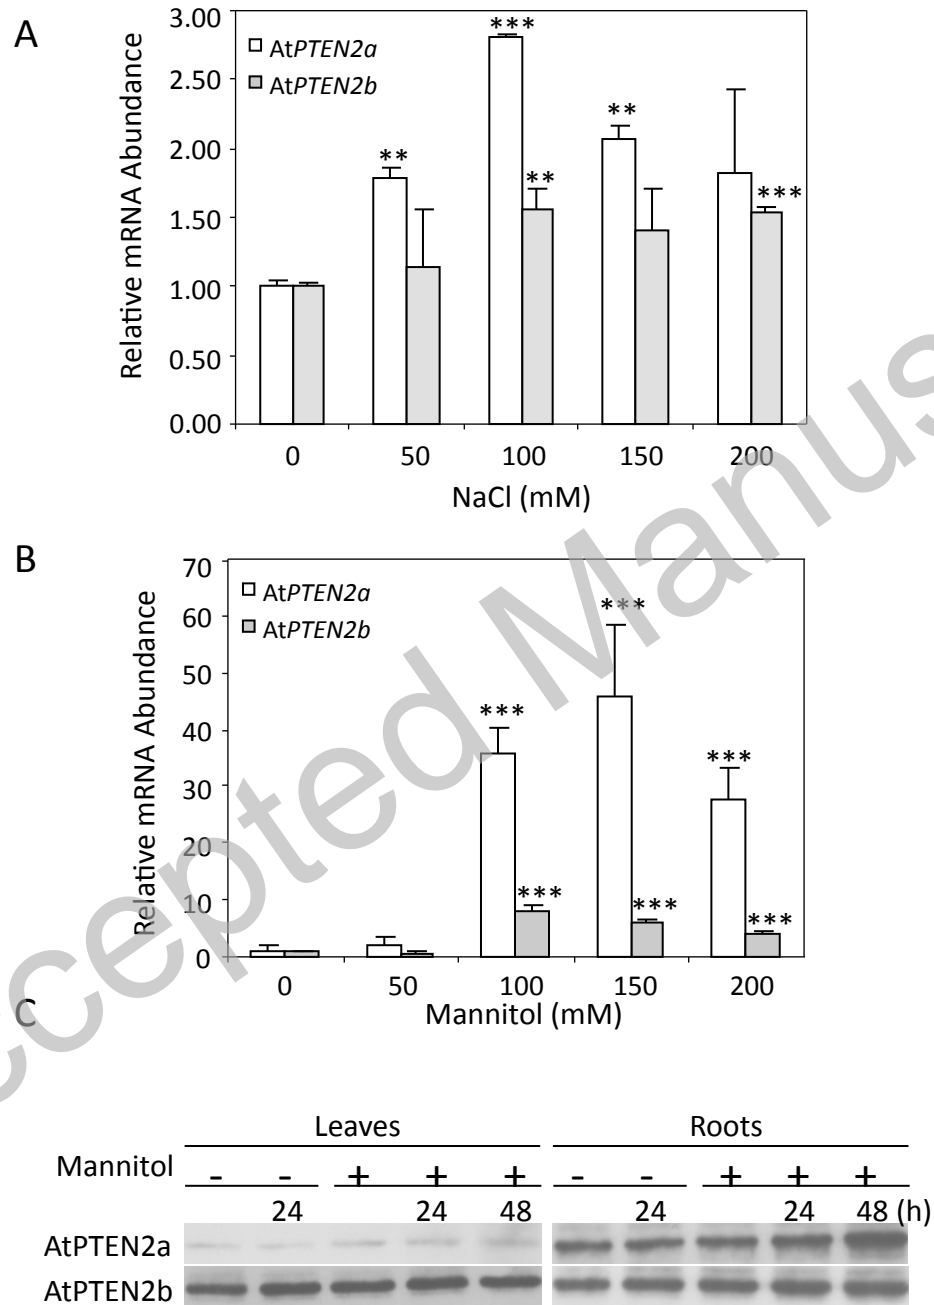 A
3.00
2.50
2.00
1.50
1.00
0.50
0.00
Relative mRNA Abundance
AtPTEN2a
AtPTEN2b
**
***
**
**
***
0 50 100 150 200
NaCl (mM)
B
70
60
50
40
30
20
10
0
Relative mRNA Abundance
AtPTEN2a
AtPTEN2b
***
***
***
***
***
***
0 50 100 150 200
Mannitol (mM)
C
Leaves Roots
Mannitol - - + + + - - + + +
24 24 48 24 24 48 (h)
AtPTEN2a
AtPTEN2b
ccepted Manus